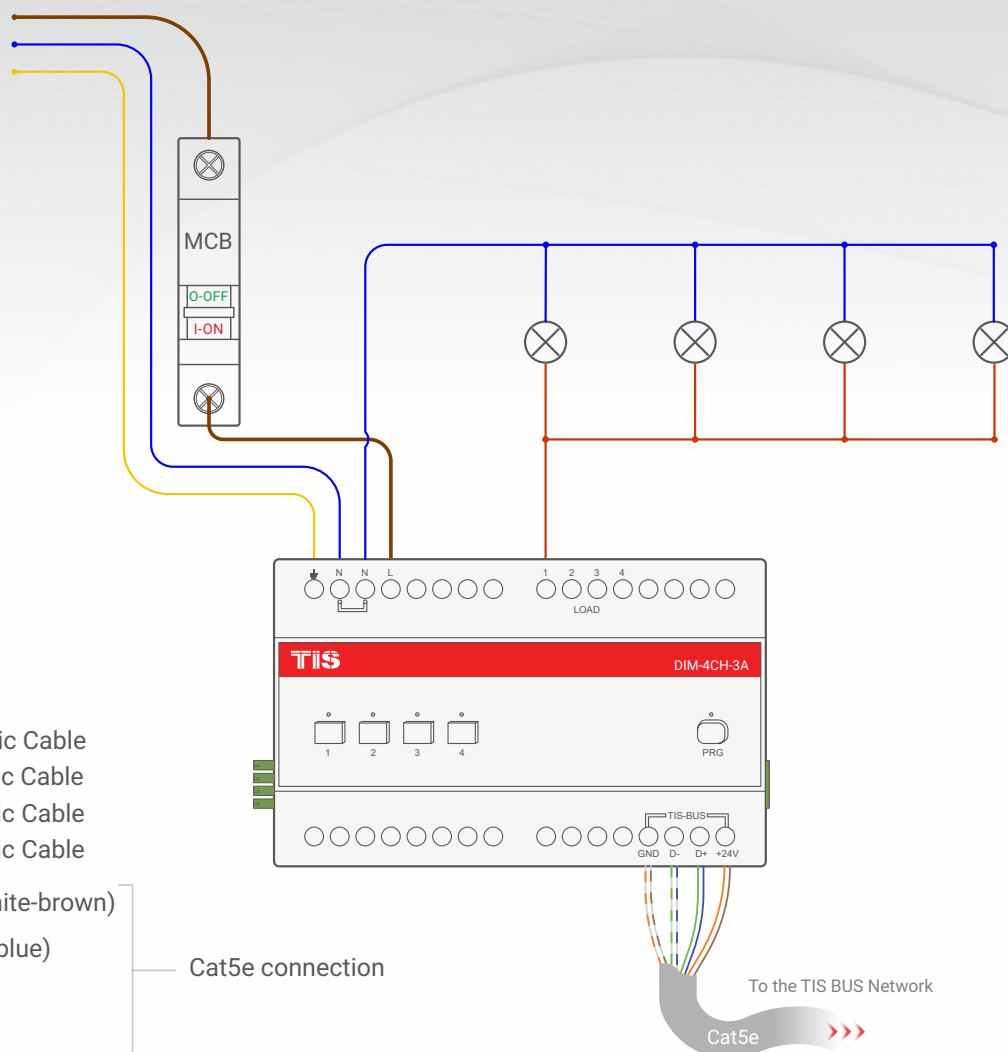 MCB
O-OFF
I-ON
N N L
1 2 3 4
LOAD
TIS
DIM-4CH-3A
1 2 3 4
PRG
TIS-BUS
GND D- D+ +24V
ic Cable
c Cable
ic Cable
ic Cable
ite-brown)
blue)
Cat5e connection
To the TIS BUS Network
Cat5e